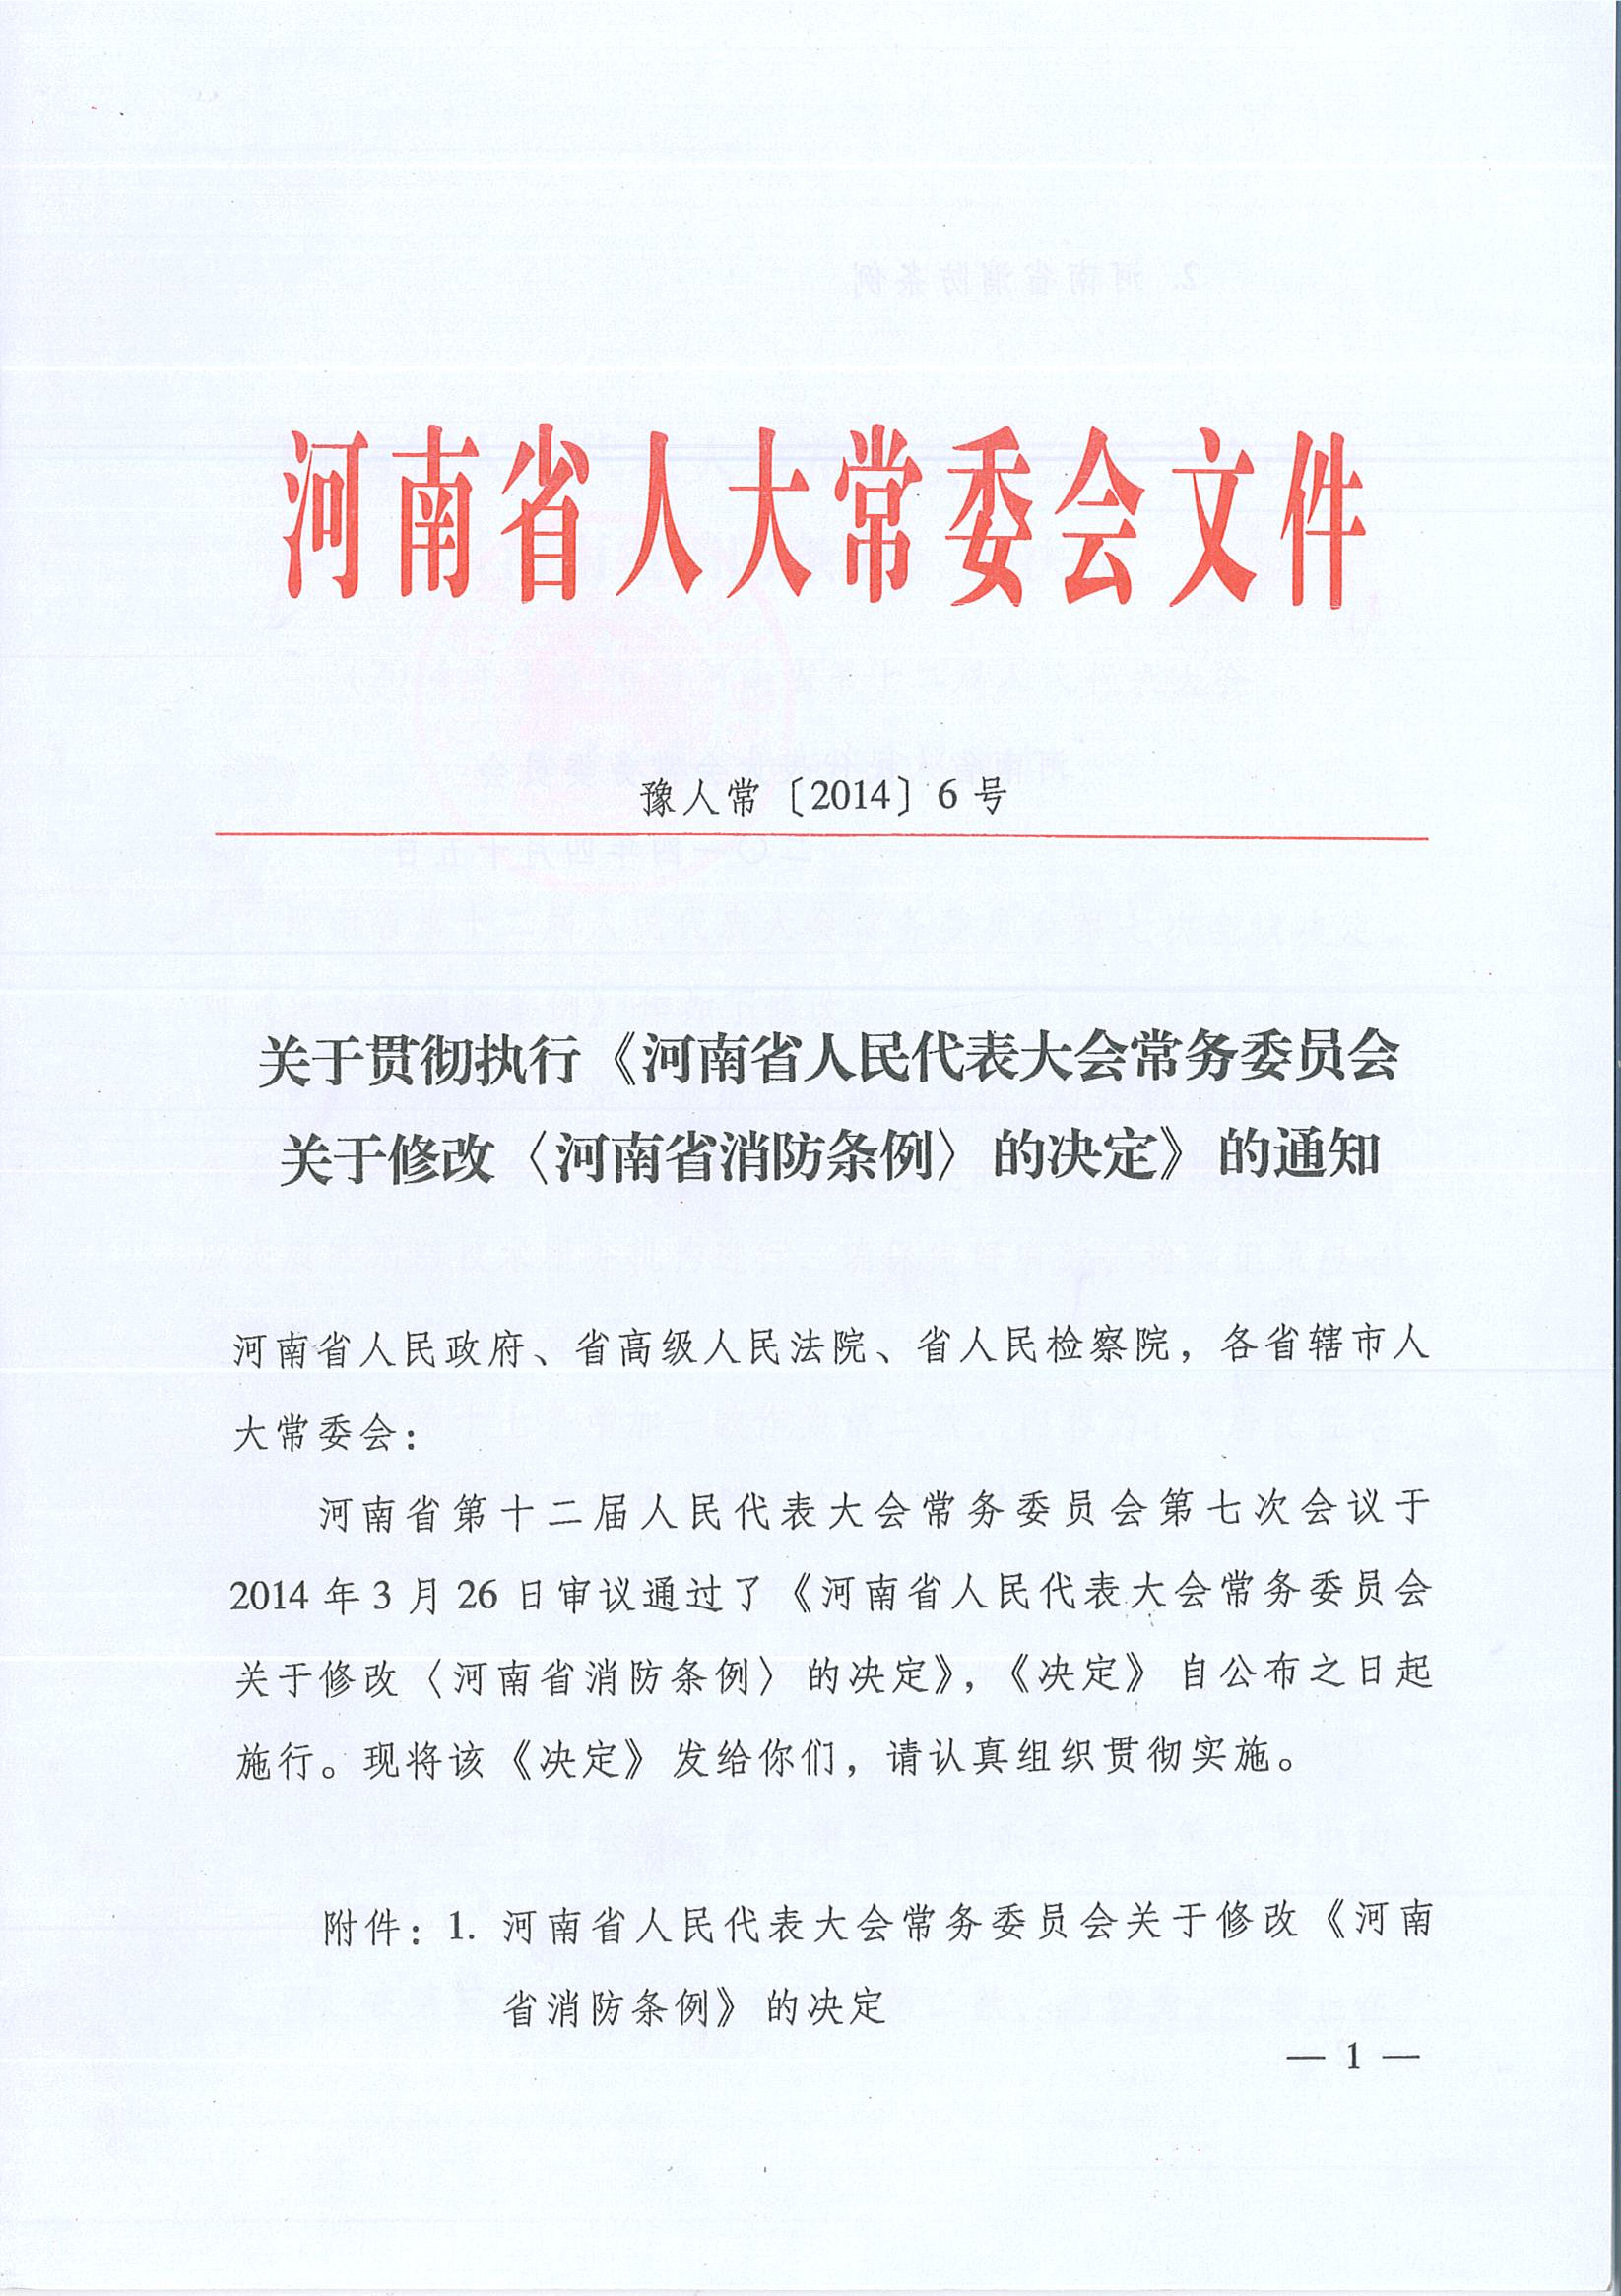 河南省人大常委会文件
豫人常〔2014〕6号
关于贯彻执行《河南省人民代表大会常务委员会
关于修改〈河南省消防条例〉的决定》的通知
河南省人民政府、省高级人民法院、省人民检察院，各省辖市人
大常委会：
河南省第十二届人民代表大会常务委员会第七次会议于
2014年3月26日审议通过了《河南省人民代表大会常务委员会
关于修改〈河南省消防条例〉的决定》，《决定》自公布之日起
施行。现将该《决定》发给你们，请认真组织贯彻实施。
附件：1. 河南省人民代表大会常务委员会关于修改《河南
省消防条例》的决定
— 1 —